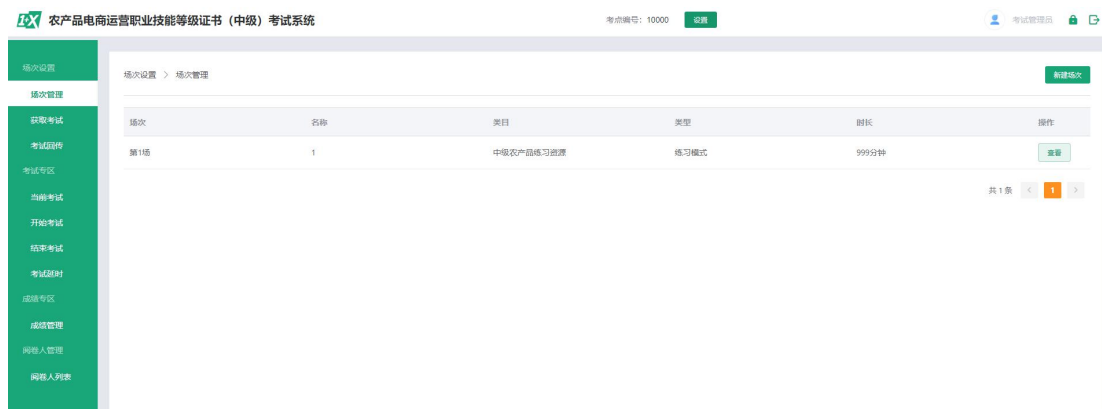 1+X 农产品电商运营职业技能等级证书（中级）考试系统 考点编号：10000 设置 考试管理员
场次设置
场次管理
获取考试
考试回传
考试专区
当前考试
开始考试
结束考试
考试延时
成绩专区
成绩管理
阅卷人管理
阅卷人列表
场次设置 > 场次管理 新建场次
场次 名称 类目 类型 时长 操作
第1场 1 中级农产品练习资源 练习模式 999分钟 查看
共1条 < 1 >